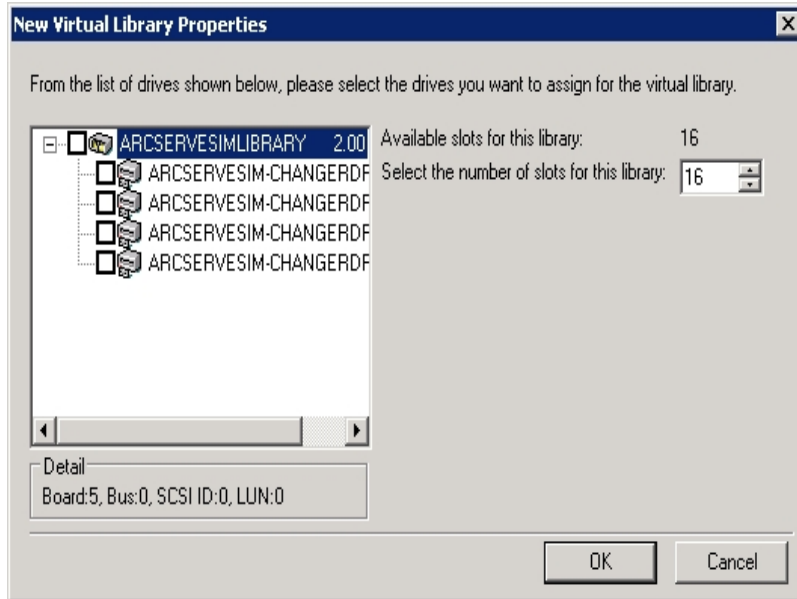 New Virtual Library Properties
From the list of drives shown below, please select the drives you want to assign for the virtual library.
ARCSERVESIMLIBRARY 2.00
ARCSERVESIM-CHANGERDF
ARCSERVESIM-CHANGERDF
ARCSERVESIM-CHANGERDF
ARCSERVESIM-CHANGERDF
Available slots for this library: 16
Select the number of slots for this library: 16
Detail
Board:5, Bus:0, SCSI ID:0, LUN:0
OK Cancel